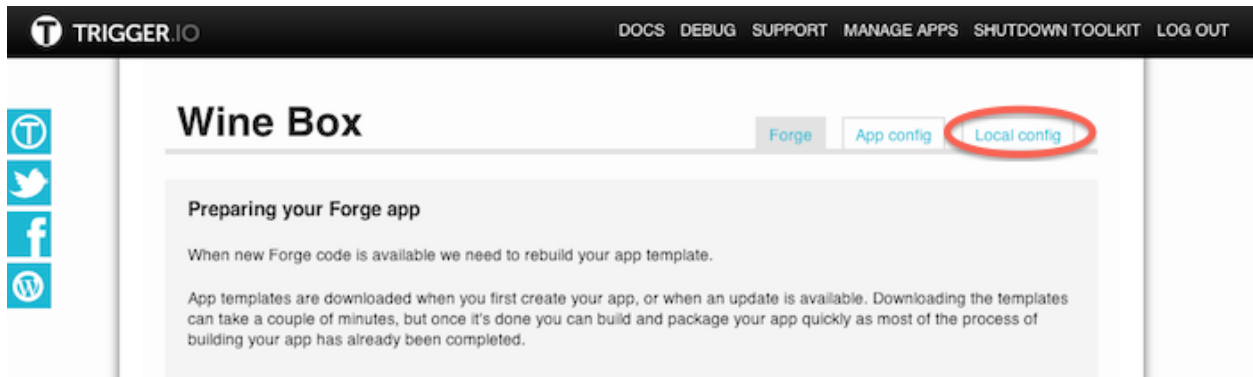 TRIGGER.IO DOCS DEBUG SUPPORT MANAGE APPS SHUTDOWN TOOLKIT LOG OUT
Wine Box
Forge App config Local config
Preparing your Forge app
When new Forge code is available we need to rebuild your app template.
App templates are downloaded when you first create your app, or when an update is available. Downloading the templates
can take a couple of minutes, but once it's done you can build and package your app quickly as most of the process of
building your app has already been completed.